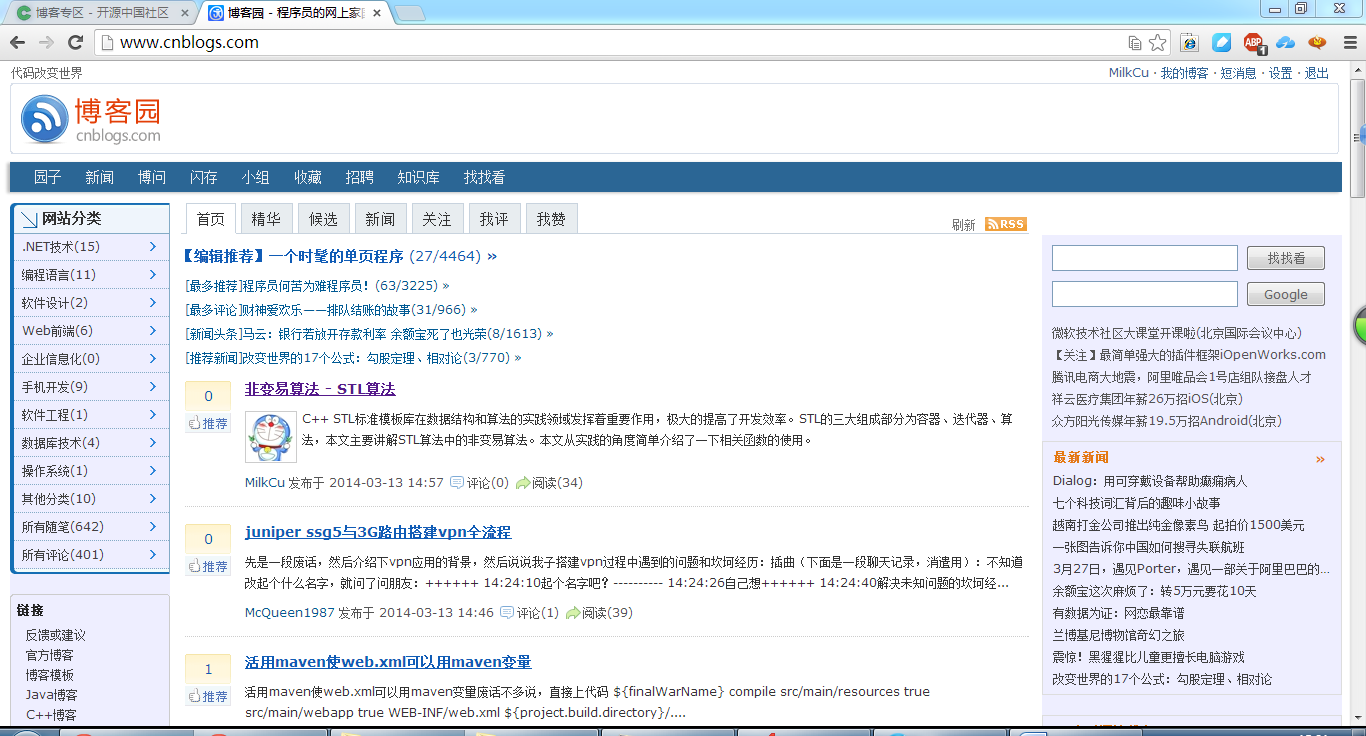 博客专区 - 开源中国社区
博客园 - 程序员的网上家
www.cnblogs.com
ABP
1
代码改变世界
MilkCu · 我的博客 · 短消息 · 设置 · 退出
博客园
cnblogs.com
园子 新闻 博问 闪存 小组 收藏 招聘 知识库 找找看
网站分类
.NET技术(15)
编程语言(11)
软件设计(2)
Web前端(6)
企业信息化(0)
手机开发(9)
软件工程(1)
数据库技术(4)
操作系统(1)
其他分类(10)
所有随笔(642)
所有评论(401)
链接
反馈或建议
官方博客
博客模板
Java博客
C++博客
首页 精华 候选 新闻 关注 我评 我赞
刷新 RSS
【编辑推荐】一个时髦的单页程序 (27/4464) »
[最多推荐]程序员何苦为难程序员！(63/3225) »
[最多评论]财神爱欢乐——排队结账的故事(31/966) »
[新闻头条]马云：银行若放开存款利率 余额宝死了也光荣(8/1613) »
[推荐新闻]改变世界的17个公式：勾股定理、相对论(3/770) »
0
推荐
非变易算法 - STL算法
C++ STL标准模板库在数据结构和算法的实践领域发挥着重要作用，极大的提高了开发效率。STL的三大组成部分为容器、迭代器、算
法，本文主要讲解STL算法中的非变易算法。本文从实践的角度简单介绍了一下相关函数的使用。
MilkCu 发布于 2014-03-13 14:57 评论(0) 阅读(34)
0
推荐
juniper ssg5与3G路由搭建vpn全流程
先是一段废话，然后介绍下vpn应用的背景，然后说说我子搭建vpn过程中遇到的问题和坎坷经历：插曲（下面是一段聊天记录，消遣用）：不知道
改起个什么名字，就问了问朋友：++++++ 14:24:10起个名字吧？---------- 14:24:26自己想++++++ 14:24:40解决未知问题的坎坷经...
McQueen1987 发布于 2014-03-13 14:46 评论(1) 阅读(39)
1
推荐
活用maven使web.xml可以用maven变量
活用maven使web.xml可以用maven变量废话不多说，直接上代码 ${finalWarName} compile src/main/resources true
src/main/webapp true WEB-INF/web.xml ${project.build.directory}/....
找找看
Google
微软技术社区大课堂开课啦(北京国际会议中心)
【关注】最简单强大的插件框架iOpenWorks.com
腾讯电商大地震，阿里唯品会1号店组队接盘人才
祥云医疗集团年薪26万招iOS(北京)
众方阳光传媒年薪19.5万招Android(北京)
最新新闻 »
Dialog：用可穿戴设备帮助癫痫病人
七个科技词汇背后的趣味小故事
越南打金公司推出纯金像素鸟 起拍价1500美元
一张图告诉你中国如何搜寻失联航班
3月27日，遇见Porter，遇见一部关于阿里巴巴的...
余额宝这次麻烦了：转5万元要花10天
有数据为证：网恋最靠谱
兰博基尼博物馆奇幻之旅
震惊！黑猩猩比儿童更擅长电脑游戏
改变世界的17个公式：勾股定理、相对论